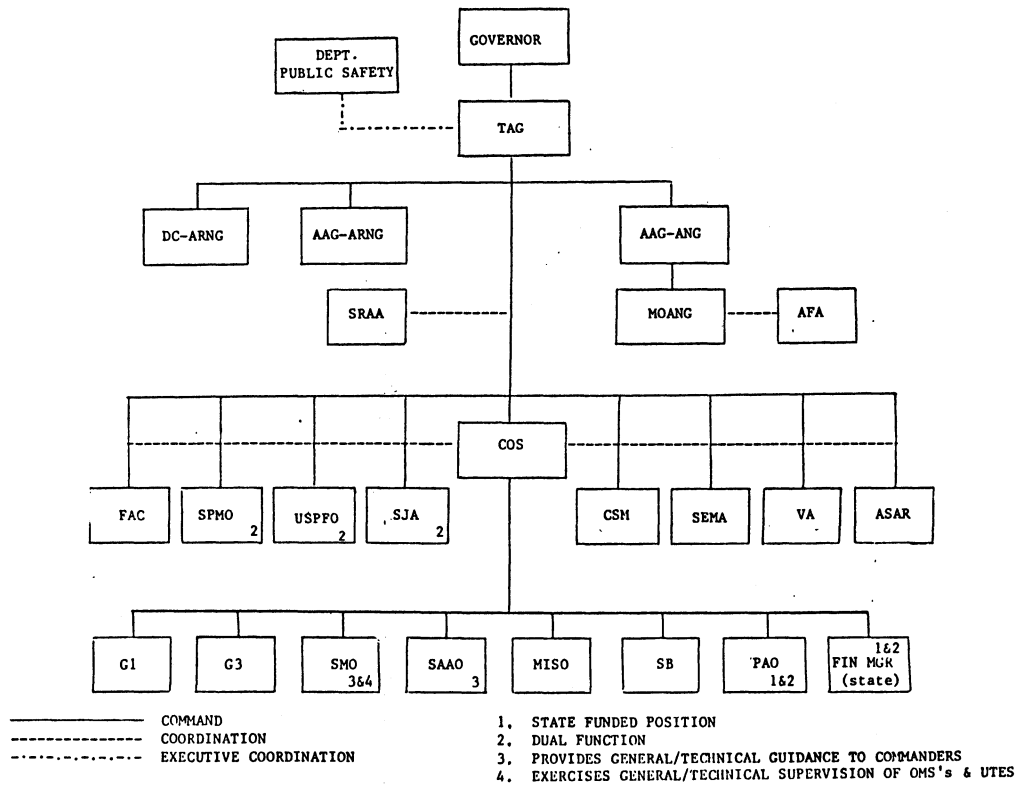 GOVERNOR
DEPT.
PUBLIC SAFETY
TAG
DC-ARNG
AAG-ARNG
AAG-ANG
SRAA
MOANG
AFA
COS
FAC
SPMO
2
USPFO
2
SJA
2
CSM
SEMA
VA
ASAR
G1
G3
SMO
3&4
SAAO
3
MISO
SB
PAO
1&2
1&2
FIN MGR
(state)
COMMAND
COORDINATION
EXECUTIVE COORDINATION
1. STATE FUNDED POSITION
2. DUAL FUNCTION
3. PROVIDES GENERAL/TECHNICAL GUIDANCE TO COMMANDERS
4. EXERCISES GENERAL/TECHNICAL SUPERVISION OF OMS's & UTES